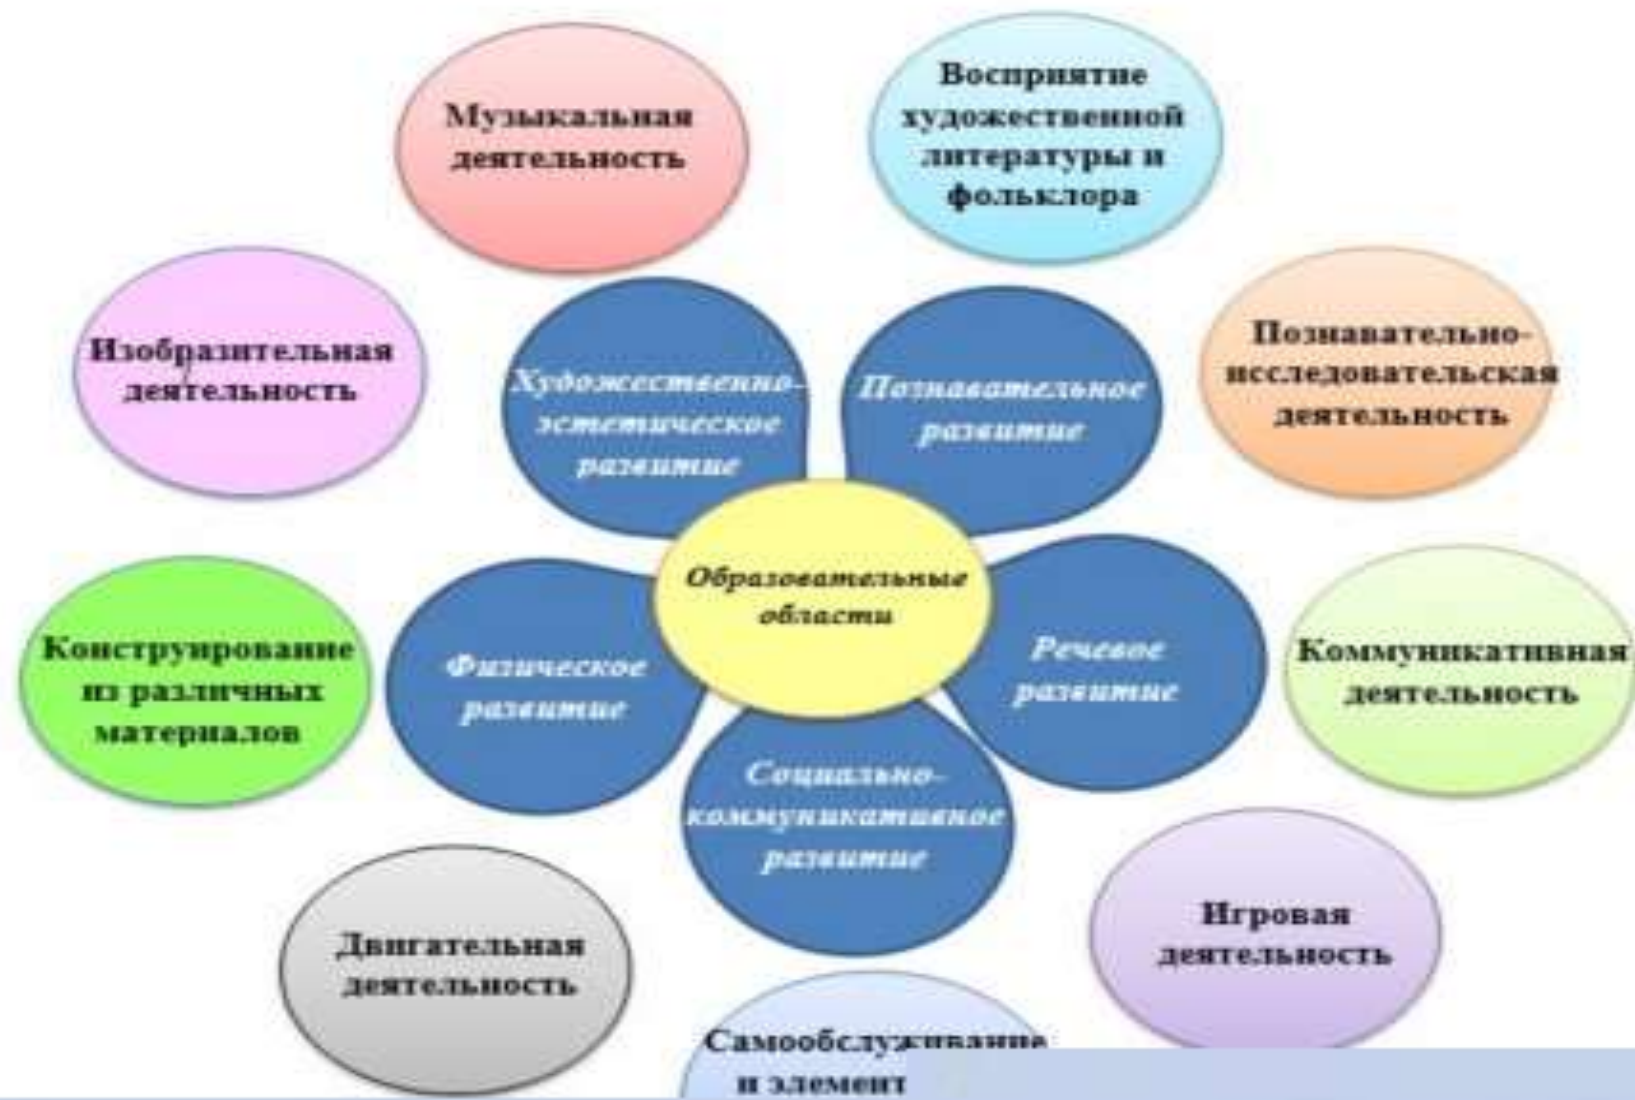 Музыкальная
деятельность
Восприятие
художественной
литературы и
фольклора
Изобразительная
деятельность
Художественно-
эстетическое
развитие
Познавательное
развитие
Познавательно-
исследовательская
деятельность
Образовательные
области
Конструирование
из различных
материалов
Физическое
развитие
Речевое
развитие
Коммуникативная
деятельность
Социально-
коммуникативное
развитие
Двигательная
деятельность
Игровая
деятельность
Самообслуживание
и элемент